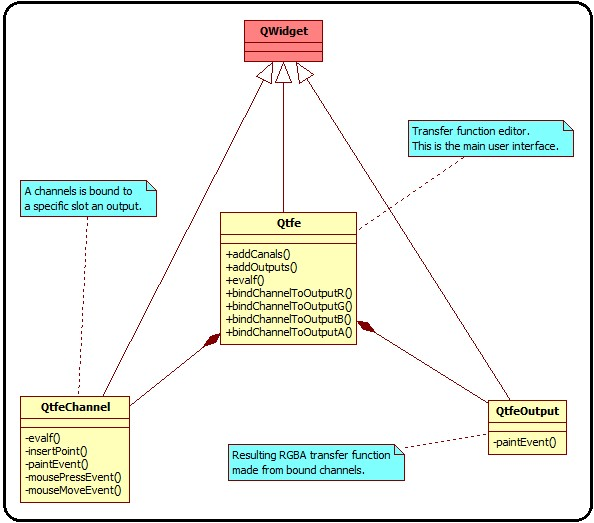 QWidget
Transfer function editor.
This is the main user interface.
A channels is bound to
a specific slot an output.
Qtfe
+addCanals()
+addOutputs()
+evalf()
+bindChannelToOutputR()
+bindChannelToOutputG()
+bindChannelToOutputB()
+bindChannelToOutputA()
QtfeChannel
-evalf()
-insertPoint()
-paintEvent()
-mousePressEvent()
-mouseMoveEvent()
QtfeOutput
-paintEvent()
Resulting RGBA transfer function
made from bound channels.